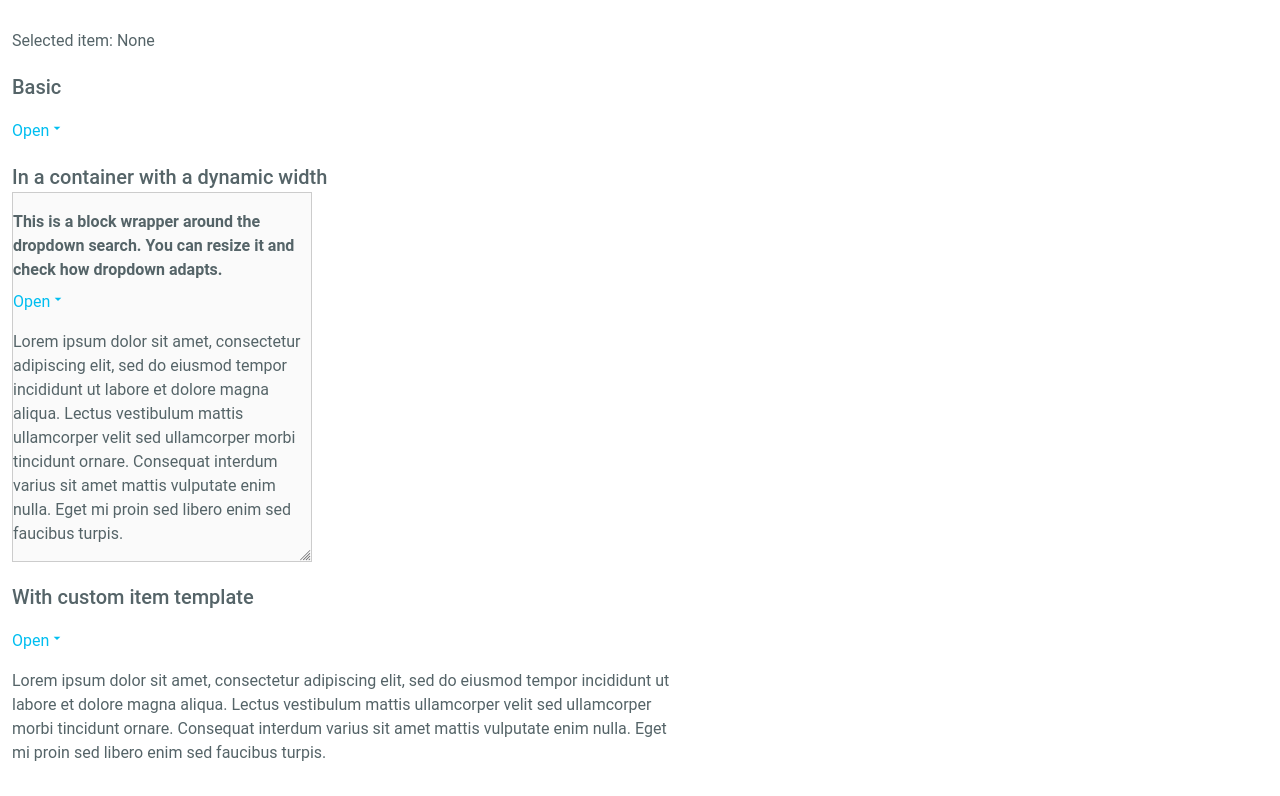 Selected item: None
Basic
Open
In a container with a dynamic width
This is a block wrapper around the
dropdown search. You can resize it and
check how dropdown adapts.
Open
Lorem ipsum dolor sit amet, consectetur
adipiscing elit, sed do eiusmod tempor
incididunt ut labore et dolore magna
aliqua. Lectus vestibulum mattis
ullamcorper velit sed ullamcorper morbi
tincidunt ornare. Consequat interdum
varius sit amet mattis vulputate enim
nulla. Eget mi proin sed libero enim sed
faucibus turpis.
With custom item template
Open
Lorem ipsum dolor sit amet, consectetur adipiscing elit, sed do eiusmod tempor incididunt ut
labore et dolore magna aliqua. Lectus vestibulum mattis ullamcorper velit sed ullamcorper
morbi tincidunt ornare. Consequat interdum varius sit amet mattis vulputate enim nulla. Eget
mi proin sed libero enim sed faucibus turpis.